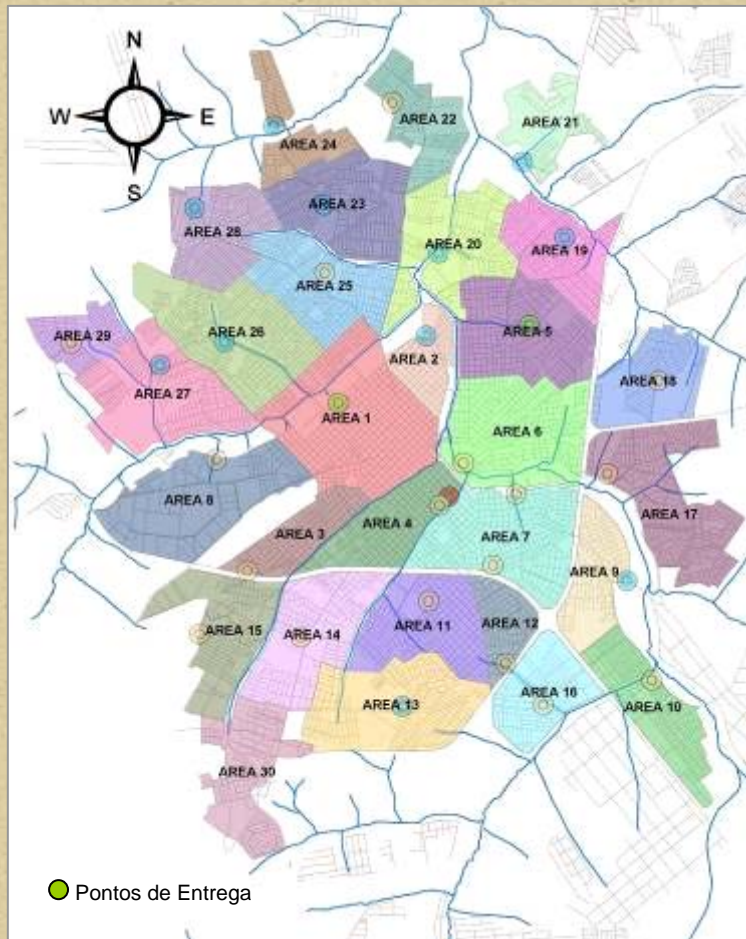 N
W E
S
AREA 22
AREA 21
AREA 24
AREA 23
AREA 28
AREA 20
AREA 19
AREA 25
AREA 26
AREA 5
AREA 29
AREA 2
AREA 27
AREA 18
AREA 1
AREA 6
AREA 8
AREA 17
AREA 4
AREA 3
AREA 7
AREA 9
AREA 15
AREA 14
AREA 11
AREA 12
AREA 16
AREA 13
AREA 10
AREA 30
Pontos de Entrega